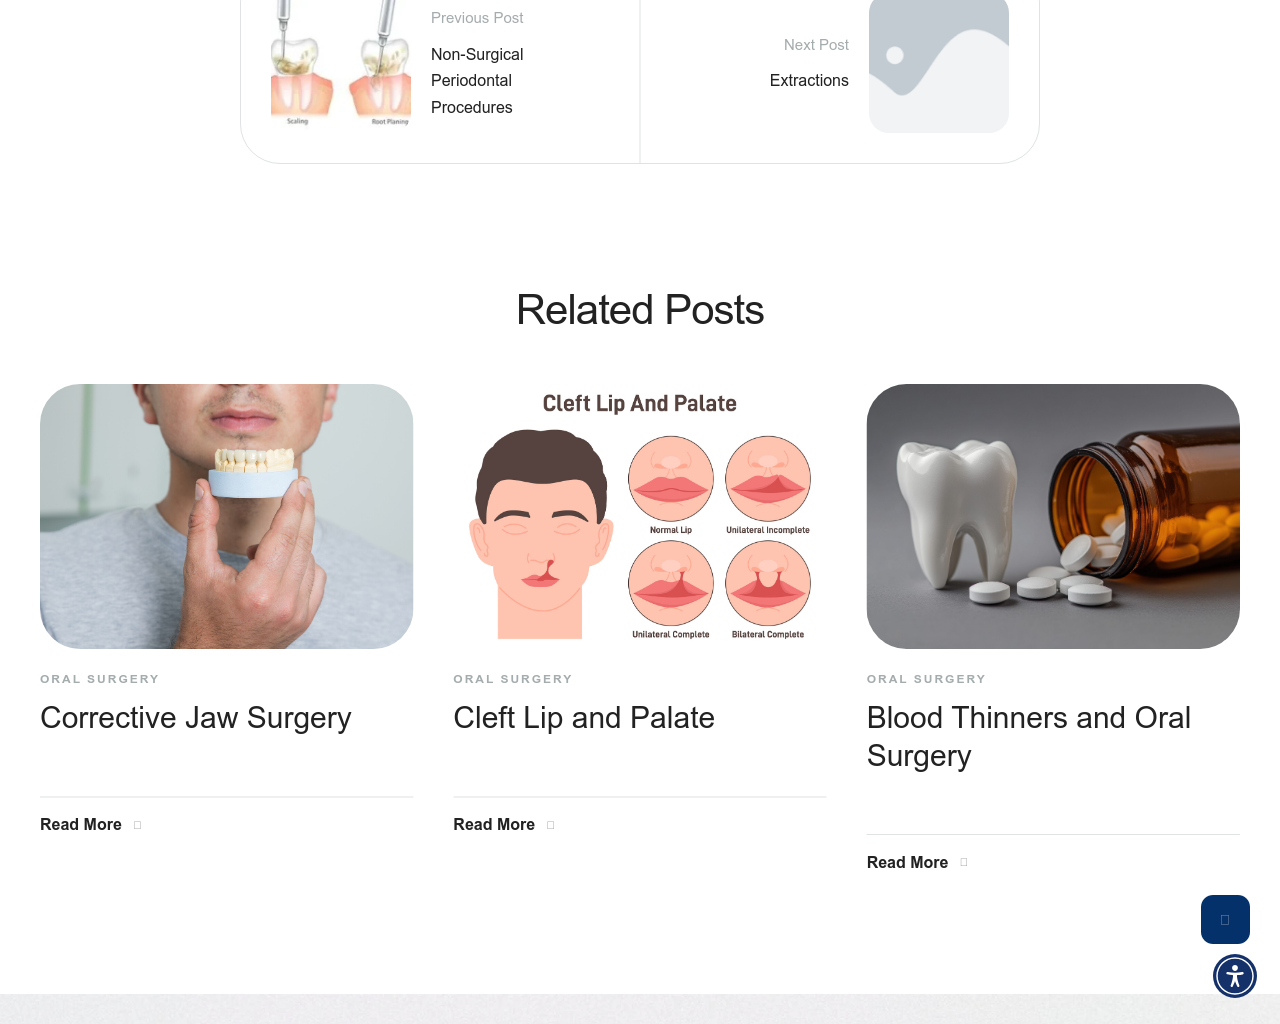 Previous Post
Non-Surgical
Periodontal
Procedures
Scaling
Root Planing
Next Post
Extractions
Related Posts
Cleft Lip And Palate
Normal Lip
Unilateral Incomplete
Unilateral Complete
Bilateral Complete
ORAL SURGERY
Corrective Jaw Surgery
Read More
ORAL SURGERY
Cleft Lip and Palate
Read More
ORAL SURGERY
Blood Thinners and Oral
Surgery
Read More